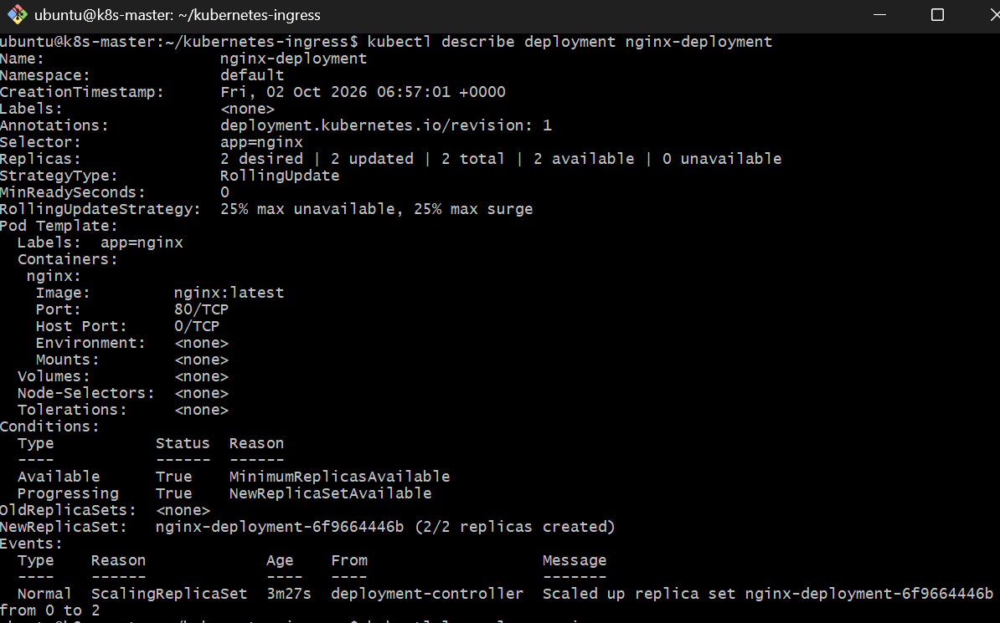 ubuntu@k8s-master: ~/kubernetes-ingress
ubuntu@k8s-master:~/kubernetes-ingress$ kubectl describe deployment nginx-deployment
Name:                   nginx-deployment
Namespace:              default
CreationTimestamp:      Fri, 02 Oct 2026 06:57:01 +0000
Labels:                 <none>
Annotations:            deployment.kubernetes.io/revision: 1
Selector:               app=nginx
Replicas:               2 desired | 2 updated | 2 total | 2 available | 0 unavailable
StrategyType:           RollingUpdate
MinReadySeconds:        0
RollingUpdateStrategy:  25% max unavailable, 25% max surge
Pod Template:
  Labels:  app=nginx
  Containers:
   nginx:
    Image:         nginx:latest
    Port:          80/TCP
    Host Port:     0/TCP
    Environment:   <none>
    Mounts:        <none>
  Volumes:         <none>
  Node-Selectors:  <none>
  Tolerations:     <none>
Conditions:
  Type           Status  Reason
  ----           ------  ------
  Available      True    MinimumReplicasAvailable
  Progressing    True    NewReplicaSetAvailable
OldReplicaSets:  <none>
NewReplicaSet:   nginx-deployment-6f9664446b (2/2 replicas created)
Events:
  Type    Reason             Age    From                   Message
  ----    ------             ----   ----                   -------
  Normal  ScalingReplicaSet  3m27s  deployment-controller  Scaled up replica set nginx-deployment-6f9664446b
from 0 to 2